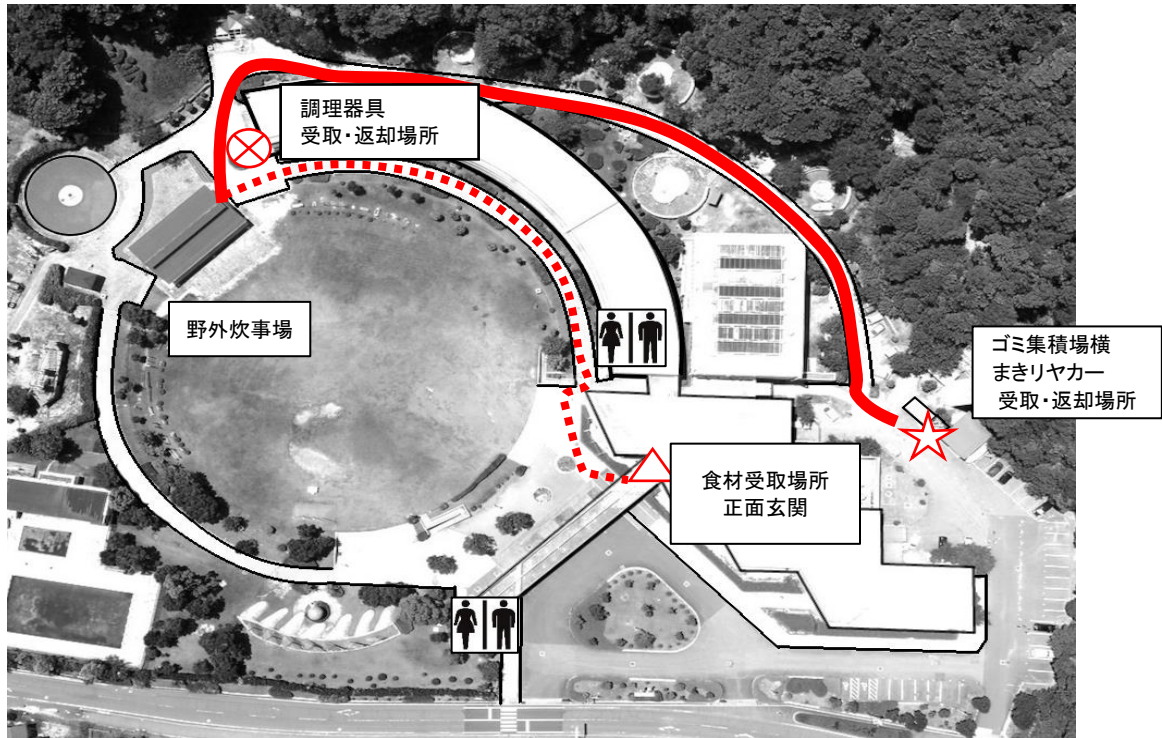 調理器具
受取・返却場所
野外炊事場
ゴミ集積場横
まきリヤカー
受取・返却場所
食材受取場所
正面玄関